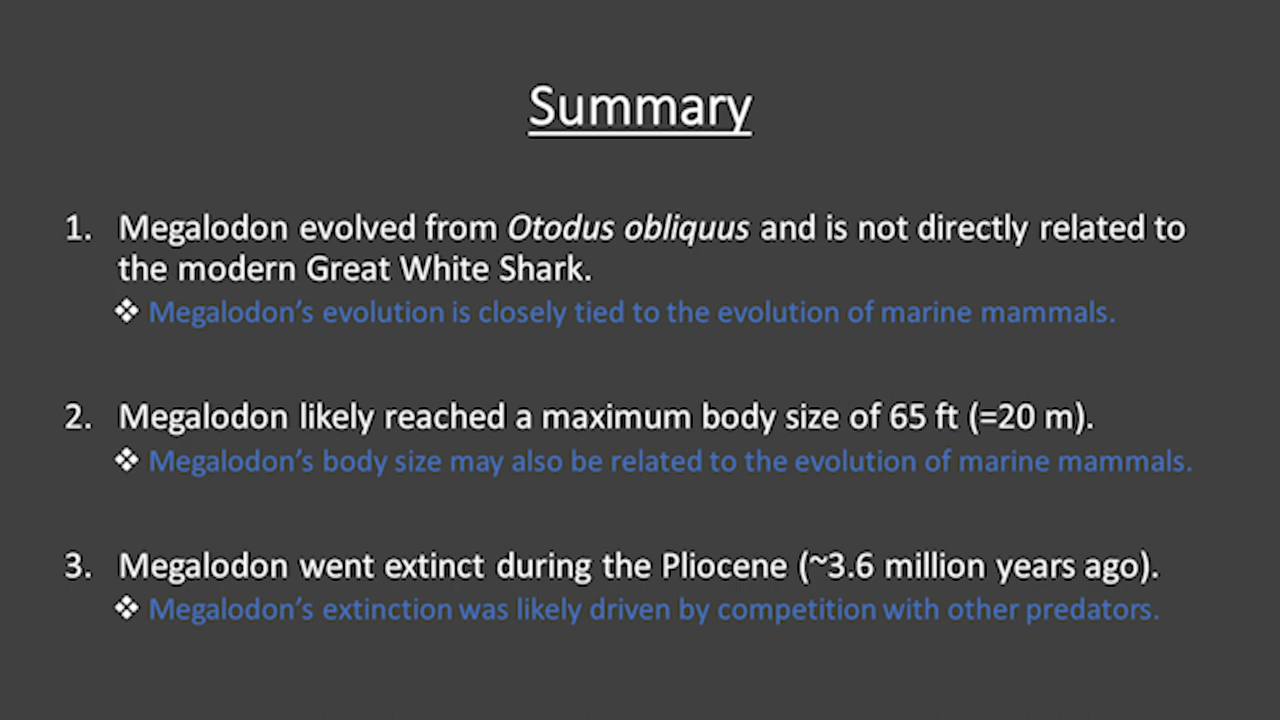 Summary
1. Megalodon evolved from Otodus obliquus and is not directly related to
the modern Great White Shark.
❖ Megalodon’s evolution is closely tied to the evolution of marine mammals.
2. Megalodon likely reached a maximum body size of 65 ft (=20 m).
❖ Megalodon’s body size may also be related to the evolution of marine mammals.
3. Megalodon went extinct during the Pliocene (~3.6 million years ago).
❖ Megalodon’s extinction was likely driven by competition with other predators.